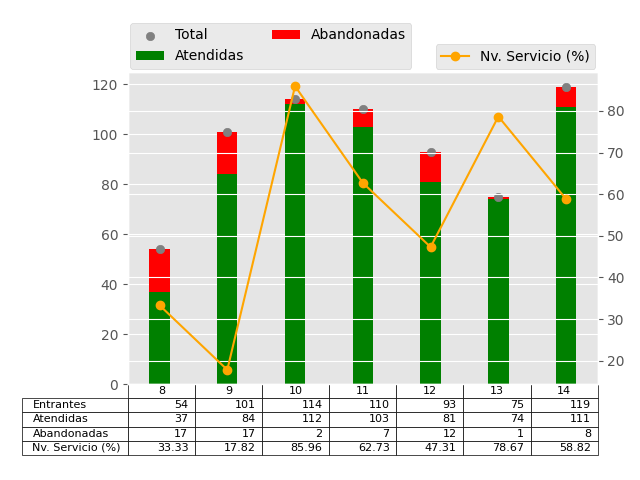 Total Abandonadas
Atendidas
Nv. Servicio (%)
120
100
80
60
40
20
0
80
70
60
50
40
30
20
8 9 10 11 12 13 14
Entrantes 54 101 114 110 93 75 119
Atendidas 37 84 112 103 81 74 111
Abandonadas 17 17 2 7 12 1 8
Nv. Servicio (%) 33.33 17.82 85.96 62.73 47.31 78.67 58.82